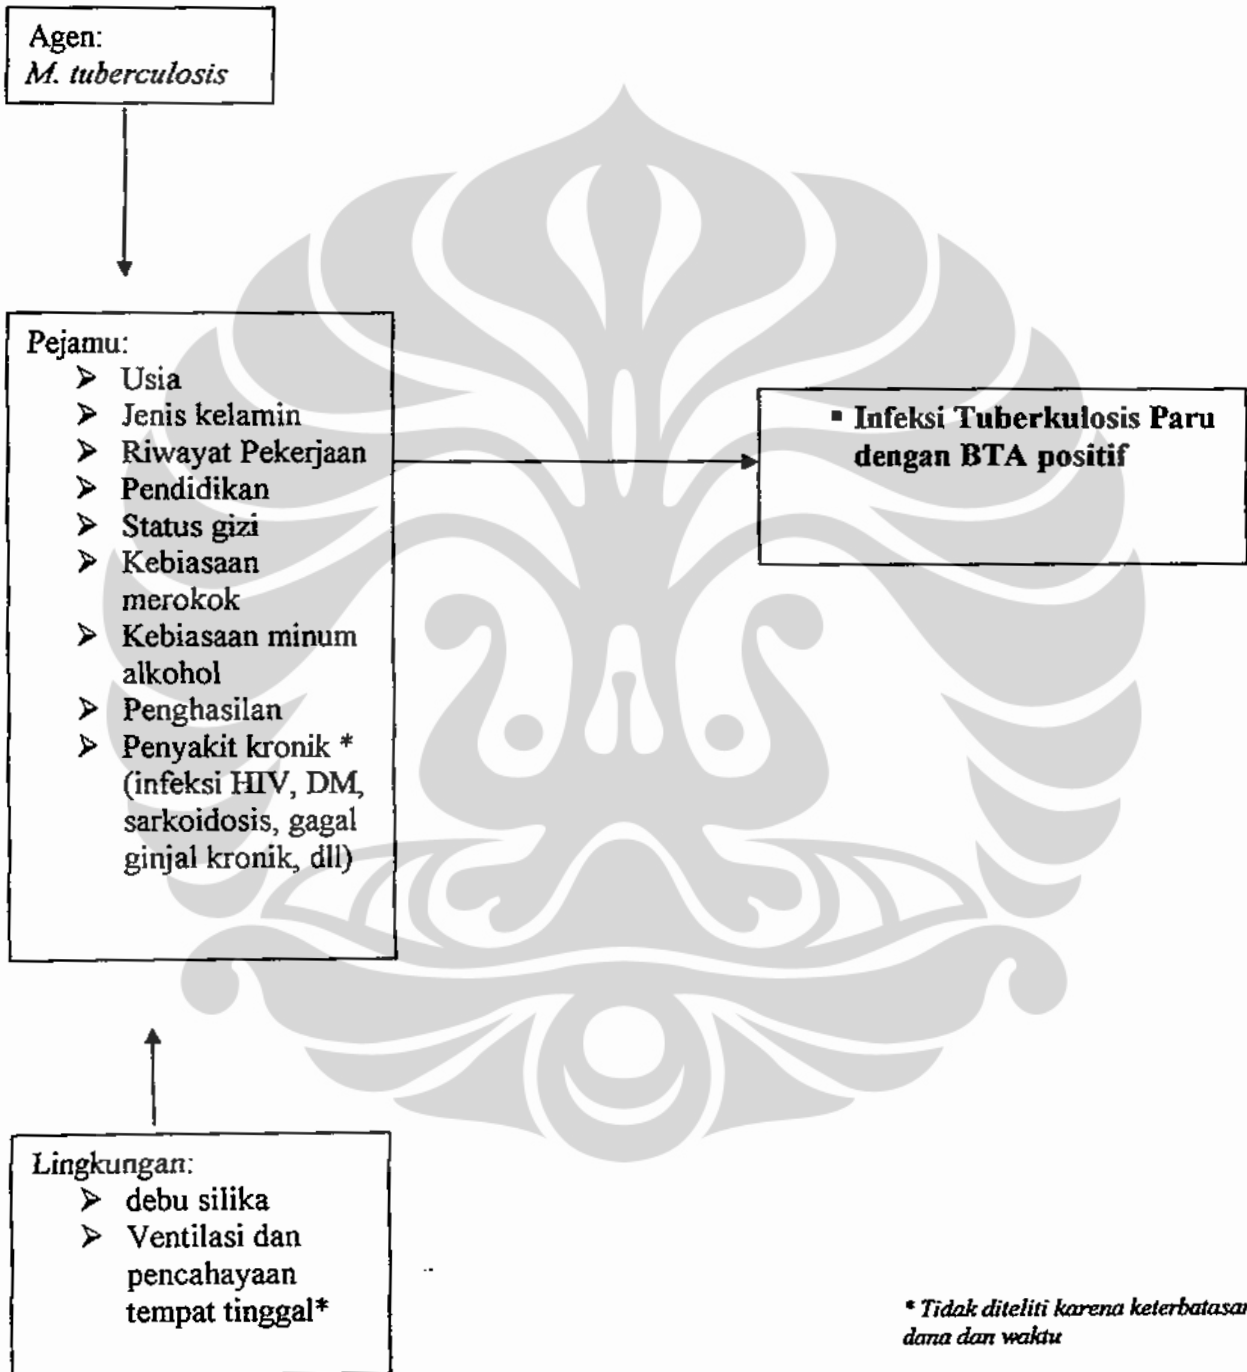 Agen:
M. tuberculosis
Pejamu:
➤ Usia
➤ Jenis kelamin
➤ Riwayat Pekerjaan
➤ Pendidikan
➤ Status gizi
➤ Kebiasaan
merokok
➤ Kebiasaan minum
alkohol
➤ Penghasilan
➤ Penyakit kronik *
(infeksi HIV, DM,
sarkoidosis, gagal
ginjal kronik, dll)
▪ Infeksi Tuberkulosis Paru
dengan BTA positif
Lingkungan:
➤ debu silika
➤ Ventilasi dan
pencahayaan
tempat tinggal*
* Tidak diteliti karena keterbatasan
dana dan waktu